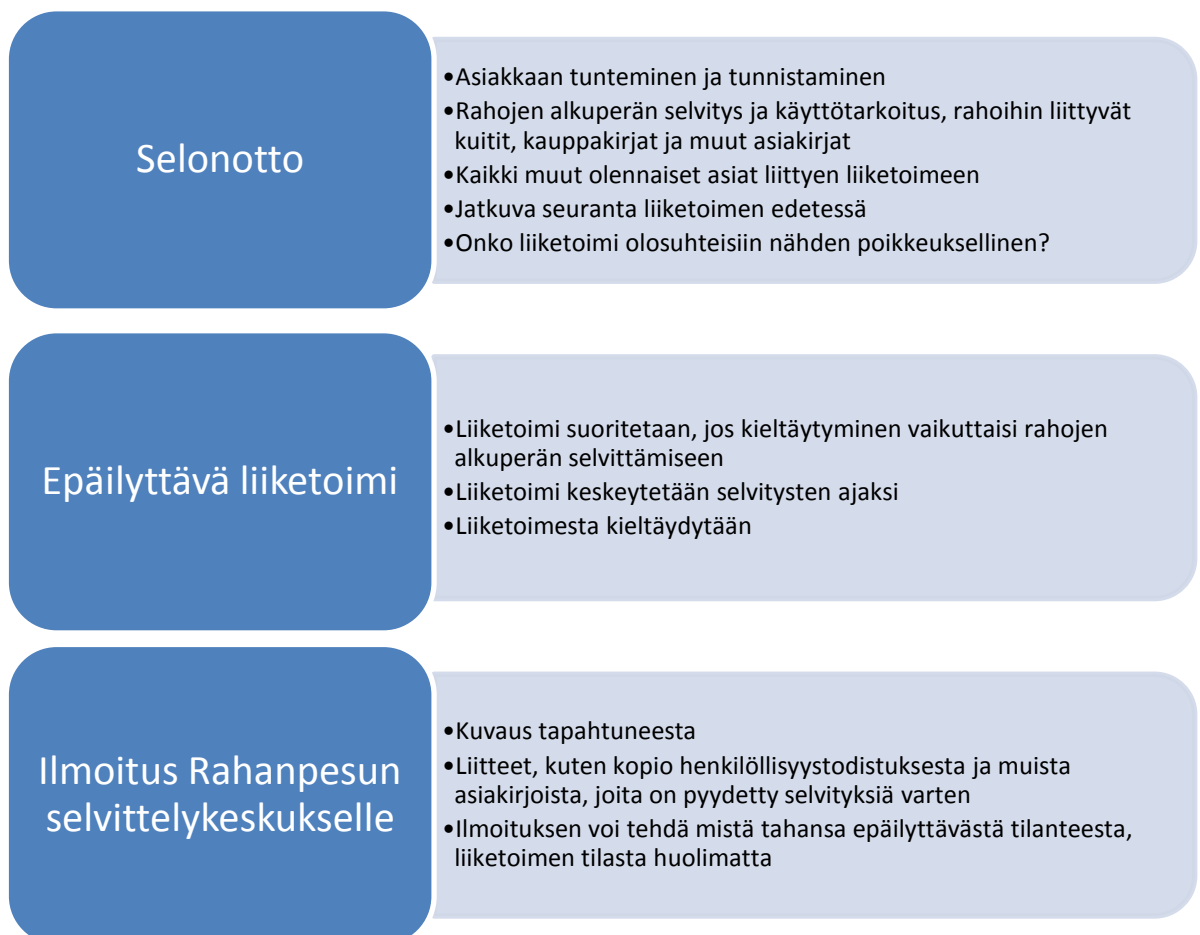 Selonotto
•Asiakkaan tunteminen ja tunnistaminen
•Rahojen alkuperän selvitys ja käyttötarkoitus, rahoihin liittyvät
kuitit, kauppakirjat ja muut asiakirjat
•Kaikki muut olennaiset asiat liittyen liiketoimeen
•Jatkuva seuranta liiketoimen edetessä
•Onko liiketoimi olosuhteisiin nähden poikkeuksellinen?
Epäilyttävä liiketoimi
•Liiketoimi suoritetaan, jos kieltäytyminen vaikuttaisi rahojen
alkuperän selvittämiseen
•Liiketoimi keskeytetään selvitysten ajaksi
•Liiketoimesta kieltäydytään
Ilmoitus Rahanpesun
selvittelykeskukselle
•Kuvaus tapahtuneesta
•Liitteet, kuten kopio henkilöllisyystodistuksesta ja muista
asiakirjoista, joita on pyydetty selvityksiä varten
•Ilmoituksen voi tehdä mistä tahansa epäilyttävästä tilanteesta,
liiketoimen tilasta huolimatta